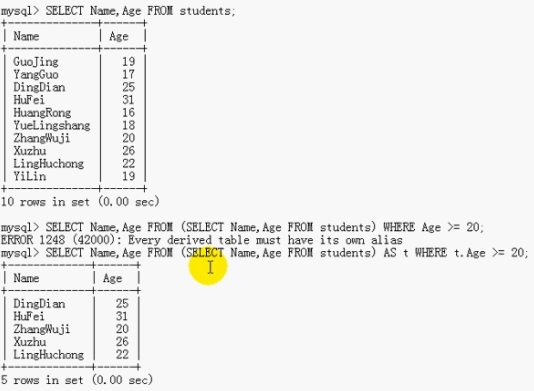 mysql> SELECT Name,Age FROM students;
+--------------+------+
| Name         | Age  |
+--------------+------+
| GuoJing      |   19 |
| YangGuo      |   17 |
| DingDian     |   25 |
| HuFei        |   31 |
| HuangRong    |   16 |
| YueLingshang |   18 |
| ZhangWuji    |   20 |
| Xuzhu        |   26 |
| LingHuchong  |   22 |
| YiLin        |   19 |
+--------------+------+
10 rows in set (0.00 sec)
mysql> SELECT Name,Age FROM (SELECT Name,Age FROM students) WHERE Age >= 20;
ERROR 1248 (42000): Every derived table must have its own alias
mysql> SELECT Name,Age FROM (SELECT Name,Age FROM students) AS t WHERE t.Age >= 20;
+-------------+------+
| Name        | Age  |
+-------------+------+
| DingDian    |   25 |
| HuFei       |   31 |
| ZhangWuji   |   20 |
| Xuzhu       |   26 |
| LingHuchong |   22 |
+-------------+------+
5 rows in set (0.00 sec)